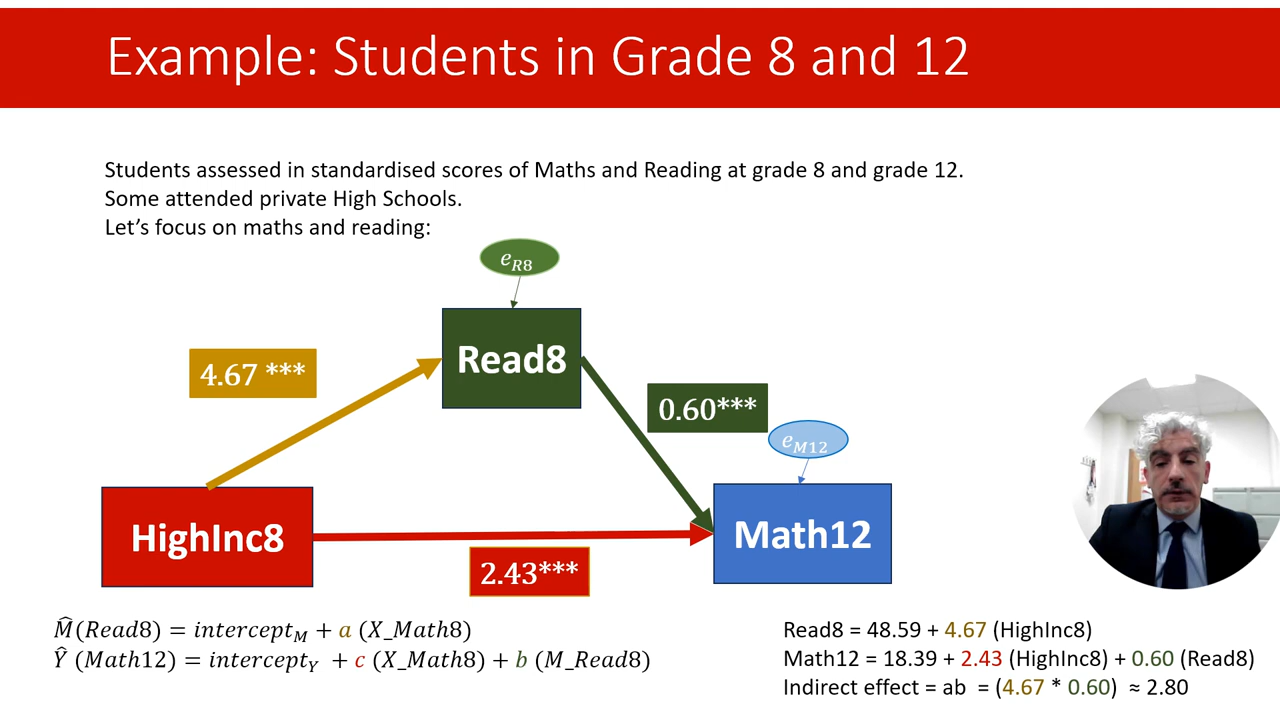 Example: Students in Grade 8 and 12
Students assessed in standardised scores of Maths and Reading at grade 8 and grade 12.
Some attended private High Schools.
Let’s focus on maths and reading:
e_R8
Read8
4.67 ***
0.60***
e_M12
HighInc8
Math12
2.43***
M̂(Read8) = intercept_M + a (X_Math8)
Ŷ (Math12) = intercept_Y + c (X_Math8) + b (M_Read8)
Read8 = 48.59 + 4.67 (HighInc8)
Math12 = 18.39 + 2.43 (HighInc8) + 0.60 (Read8)
Indirect effect = ab = (4.67 * 0.60) ≈ 2.80